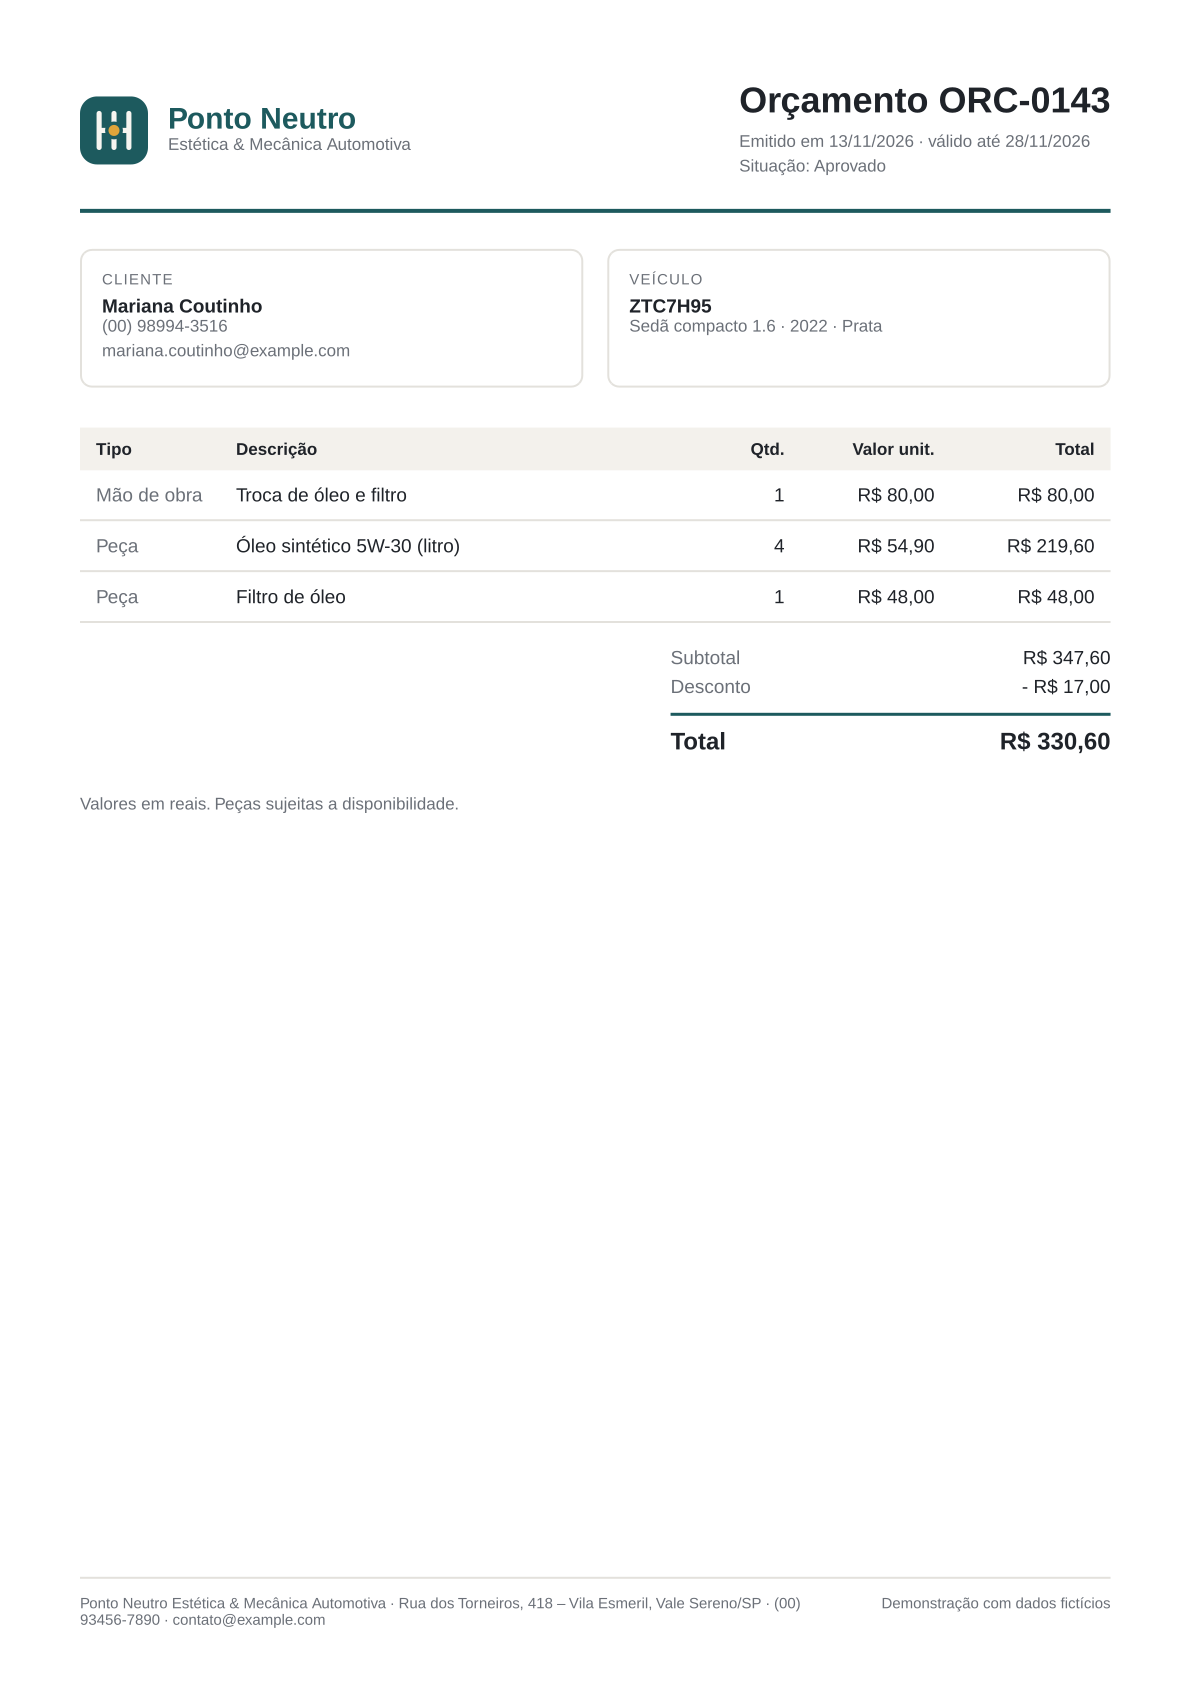 Ponto Neutro
Estética & Mecânica Automotiva
Orçamento ORC-0143
Emitido em 13/11/2026 · válido até 28/11/2026
Situação: Aprovado
CLIENTE
Mariana Coutinho
(00) 98994-3516
mariana.coutinho@example.com
VEÍCULO
ZTC7H95
Sedã compacto 1.6 · 2022 · Prata
Tipo Descrição Qtd. Valor unit. Total
Mão de obra Troca de óleo e filtro 1 R$ 80,00 R$ 80,00
Peça Óleo sintético 5W-30 (litro) 4 R$ 54,90 R$ 219,60
Peça Filtro de óleo 1 R$ 48,00 R$ 48,00
Subtotal R$ 347,60
Desconto - R$ 17,00
Total R$ 330,60
Valores em reais. Peças sujeitas a disponibilidade.
Ponto Neutro Estética & Mecânica Automotiva · Rua dos Torneiros, 418 – Vila Esmeril, Vale Sereno/SP · (00)
93456-7890 · contato@example.com
Demonstração com dados fictícios